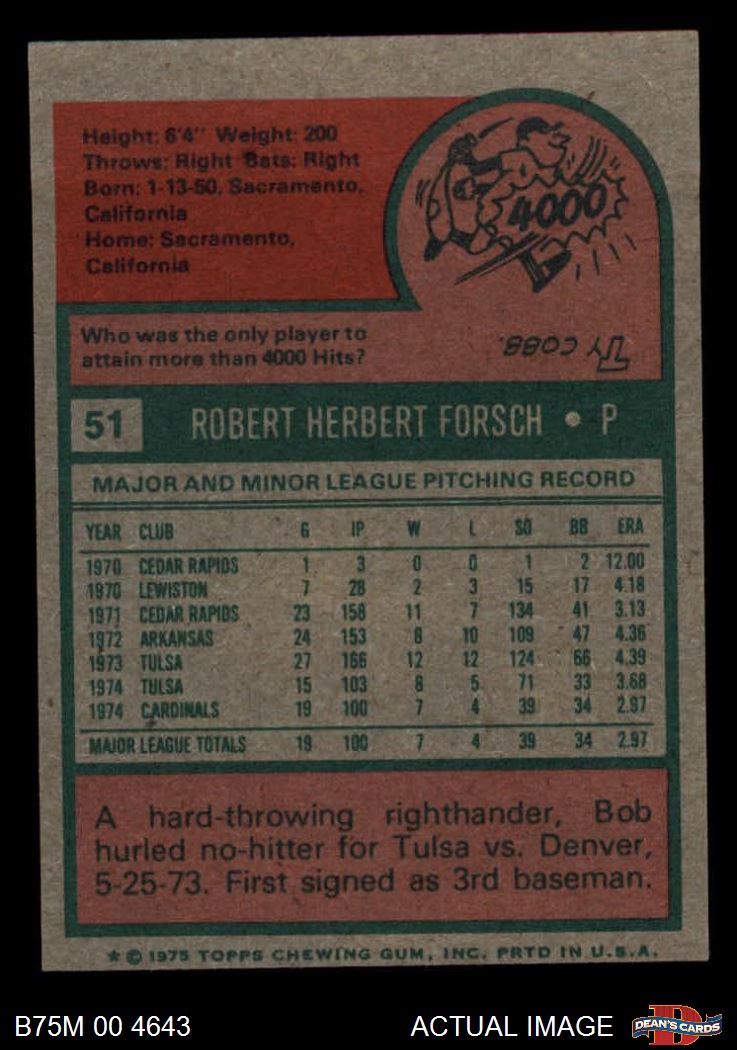 Height: 6'4" Weight: 200
Throws: Right Bats: Right
Born: 1-13-50, Sacramento,
California
Home: Sacramento,
California
4000
Who was the only player to
attain more than 4000 Hits?
Ty COBB.
51 ROBERT HERBERT FORSCH • P
MAJOR AND MINOR LEAGUE PITCHING RECORD
YEAR CLUB G IP W L SO BB ERA
1970 CEDAR RAPIDS 1 3 0 0 1 2 12.00
1970 LEWISTON 7 28 2 3 15 17 4.18
1971 CEDAR RAPIDS 23 158 11 7 134 41 3.13
1972 ARKANSAS 24 153 8 10 109 47 4.36
1973 TULSA 27 166 12 12 124 66 4.39
1974 TULSA 15 103 8 5 71 33 3.68
1974 CARDINALS 19 100 7 4 39 34 2.97
MAJOR LEAGUE TOTALS 19 100 7 4 39 34 2.97
A hard-throwing righthander, Bob
hurled no-hitter for Tulsa vs. Denver,
5-25-73. First signed as 3rd baseman.
* © 1975 TOPPS CHEWING GUM, INC. PRTD IN U.S.A.
B75M 00 4643 ACTUAL IMAGE DEAN'S CARDS